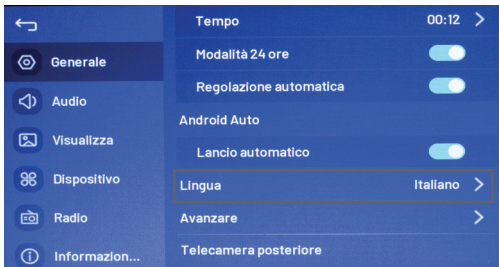 Tempo 00:12
Generale
Modalità 24 ore
Regolazione automatica
Audio
Android Auto
Visualizza
Lancio automatico
Dispositivo
Lingua Italiano
Radio
Avanzare
Informazion...
Telecamera posteriore